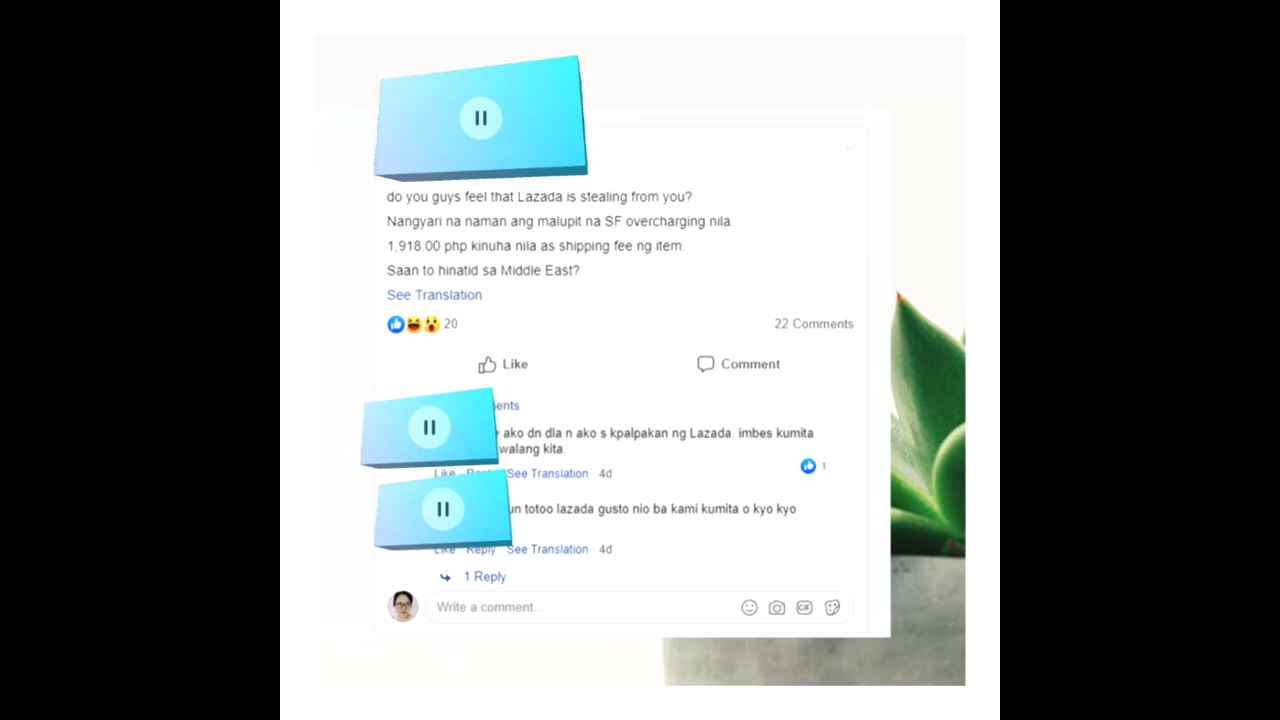 do you guys feel that Lazada is stealing from you?
Nangyari na naman ang malupit na SF overcharging nila.
1,918.00 php kinuha nila as shipping fee ng item.
Saan to hinatid sa Middle East?
See Translation
20
22 Comments
Like
Comment
ako dn dla n ako s kpalpakan ng Lazada. imbes kumita
walang kita.
1
Like Reply See Translation 4d
totoo lazada gusto nio ba kami kumita o kyo kyo
Like Reply See Translation 4d
1 Reply
Write a comment...
GIF